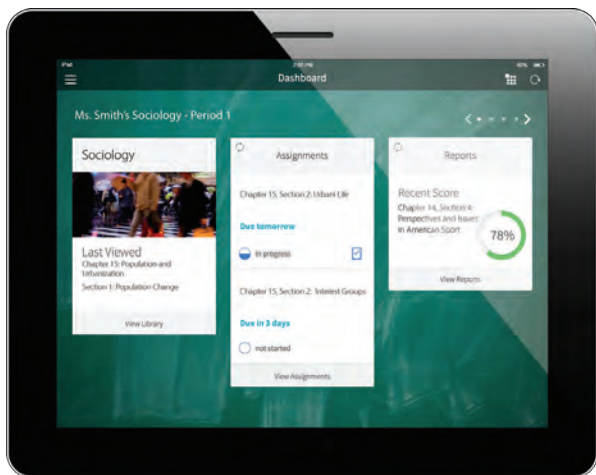 iPad
2:00 PM
Dashboard
Ms. Smith's Sociology - Period 1
Sociology
Last Viewed
Chapter 15: Population and
Urbanization
Section 1: Population Change
View Library
Assignments
Chapter 15, Section 2: Urban Life
Due tomorrow
in progress
Chapter 15, Section 2: Interest Groups
Due in 3 days
not started
View Assignments
Reports
Recent Score
Chapter 14, Section 4:
Perspectives and Issues
in American Sport
78%
View Reports